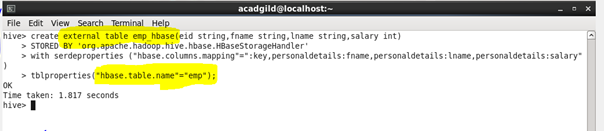 acadgild@localhost:~
File Edit View Search Terminal Help
hive> create external table emp_hbase(eid string,fname string,lname string,salary int)
> STORED BY 'org.apache.hadoop.hive.hbase.HBaseStorageHandler'
> with serdeproperties ("hbase.columns.mapping"=":key,personaldetails:fname,personaldetails:lname,personaldetails:salary"
)
> tblproperties("hbase.table.name"="emp");
OK
Time taken: 1.817 seconds
hive>